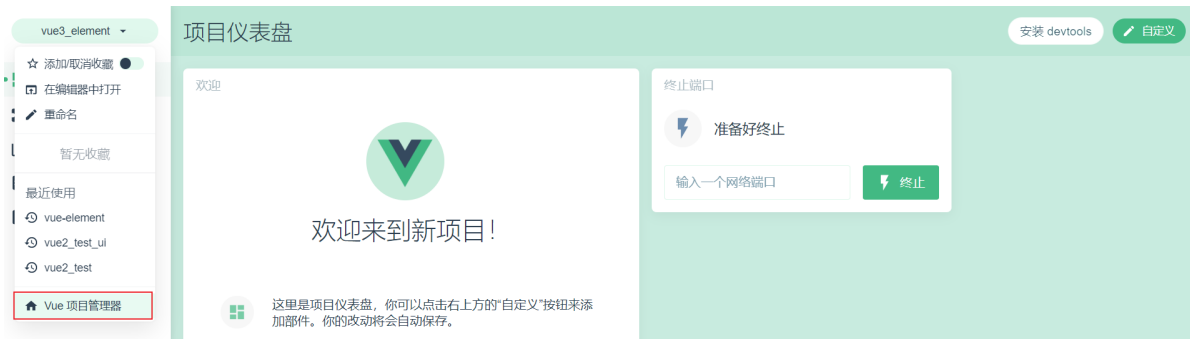 vue3_element
添加/取消收藏
在编辑器中打开
重命名
暂无收藏
最近使用
vue-element
vue2_test_ui
vue2_test
Vue 项目管理器
项目仪表盘
安装 devtools
自定义
欢迎
欢迎来到新项目!
这里是项目仪表盘，你可以点击右上方的“自定义”按钮来添
加部件。你的改动将会自动保存。
终止端口
准备好终止
输入一个网络端口
终止